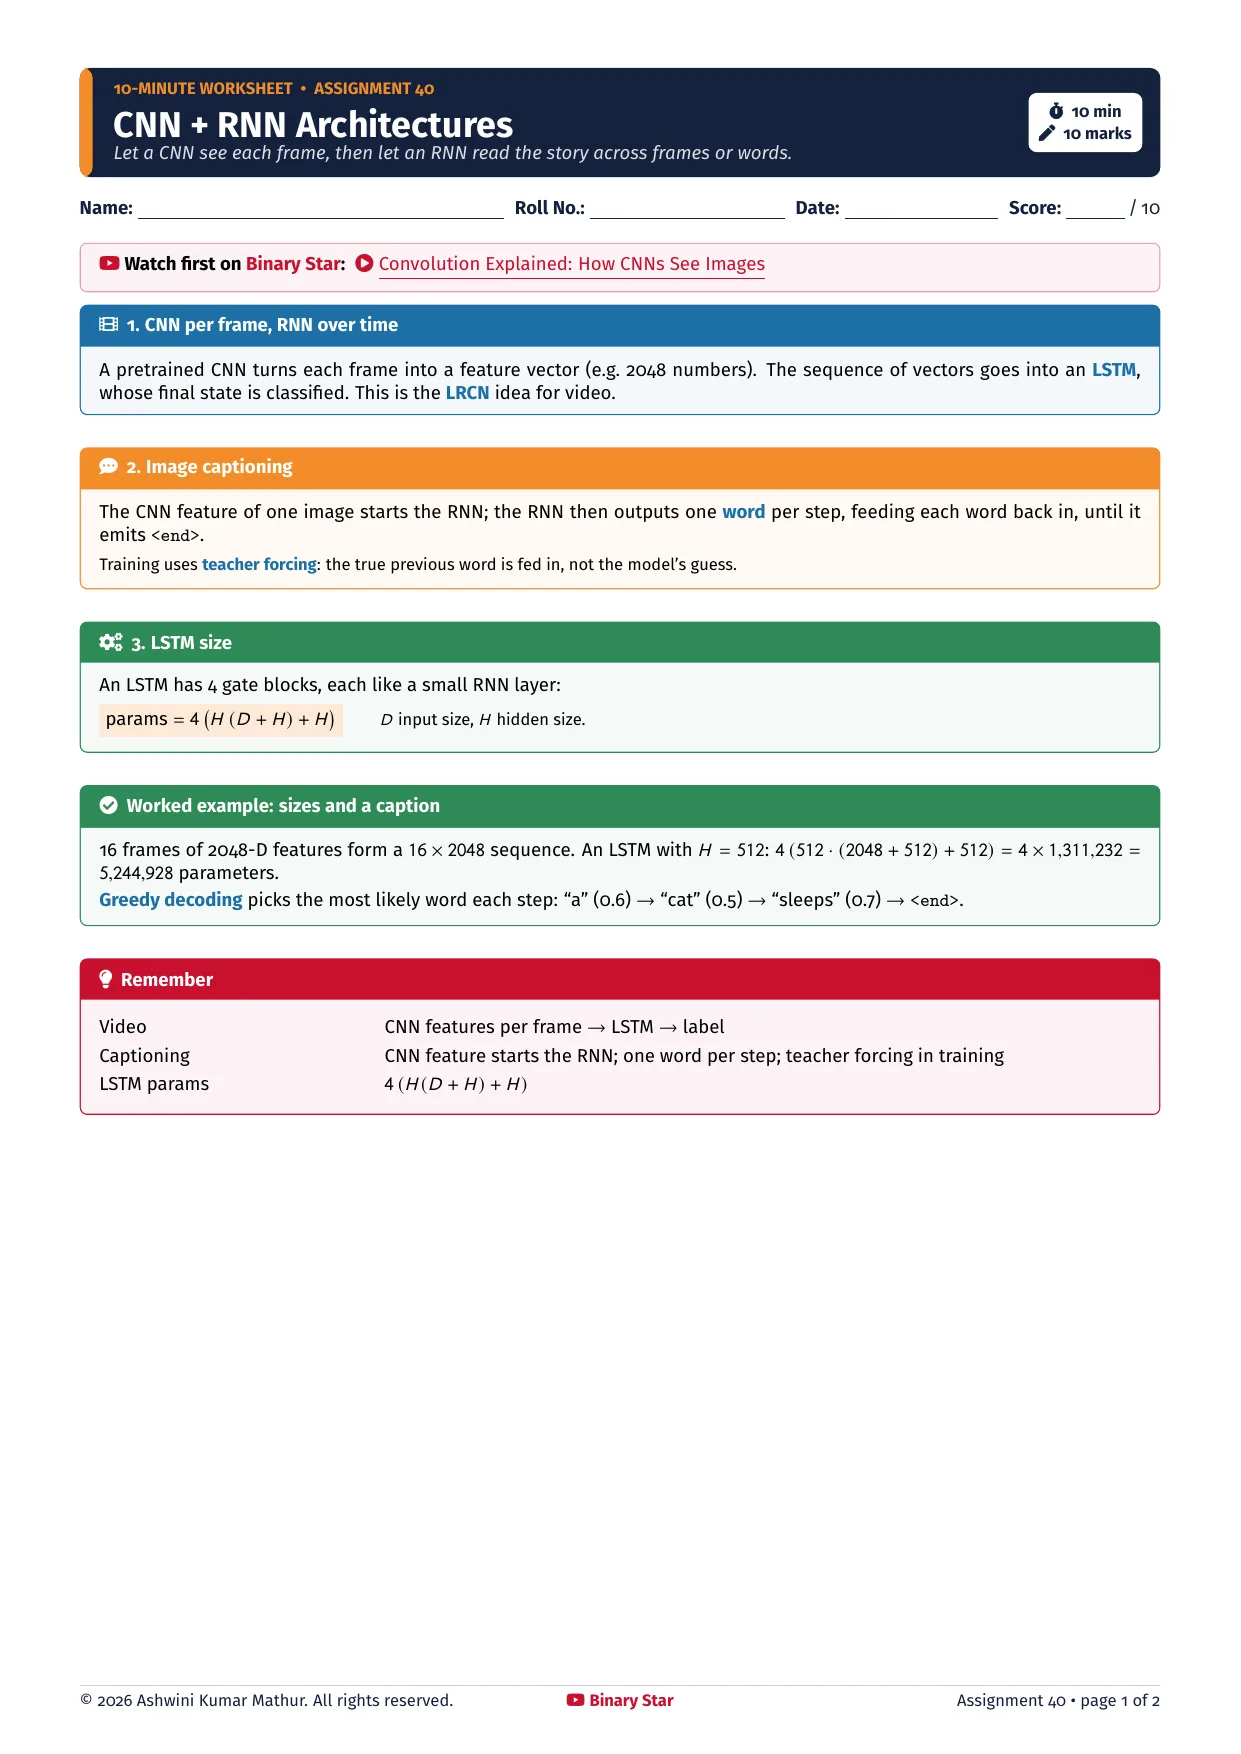 10-MINUTE WORKSHEET • ASSIGNMENT 40
CNN + RNN Architectures
Let a CNN see each frame, then let an RNN read the story across frames or words.
10 min
10 marks
Name: Roll No.: Date: Score: / 10
Watch first on Binary Star: Convolution Explained: How CNNs See Images
1. CNN per frame, RNN over time
A pretrained CNN turns each frame into a feature vector (e.g. 2048 numbers). The sequence of vectors goes into an LSTM,
whose final state is classified. This is the LRCN idea for video.
2. Image captioning
The CNN feature of one image starts the RNN; the RNN then outputs one word per step, feeding each word back in, until it
emits <end>.
Training uses teacher forcing: the true previous word is fed in, not the model's guess.
3. LSTM size
An LSTM has 4 gate blocks, each like a small RNN layer:
params = 4 (H (D + H) + H) D input size, H hidden size.
Worked example: sizes and a caption
16 frames of 2048-D features form a 16 × 2048 sequence. An LSTM with H = 512: 4 (512 · (2048 + 512) + 512) = 4 × 1,311,232 =
5,244,928 parameters.
Greedy decoding picks the most likely word each step: “a” (0.6) → “cat” (0.5) → “sleeps” (0.7) → <end>.
Remember
Video CNN features per frame → LSTM → label
Captioning CNN feature starts the RNN; one word per step; teacher forcing in training
LSTM params 4 (H(D + H) + H)
© 2026 Ashwini Kumar Mathur. All rights reserved. Binary Star Assignment 40 • page 1 of 2